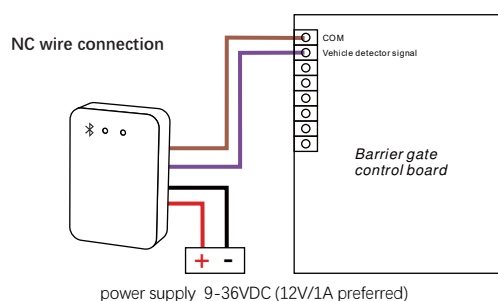 NC wire connection
COM
Vehicle detector signal
Barrier gate
control board
+ -
power supply 9-36VDC (12V/1A preferred)